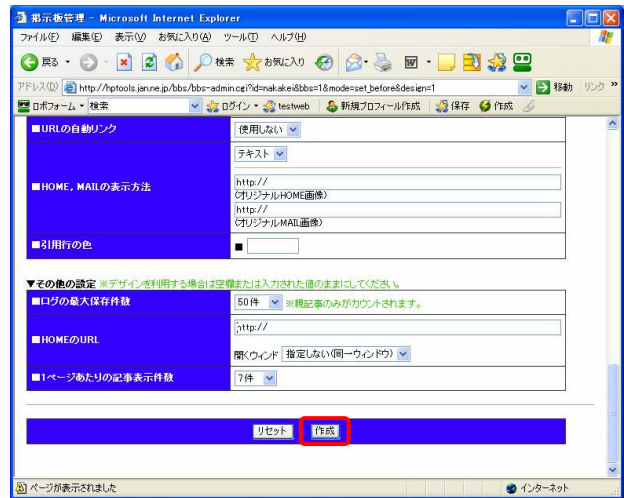 掲示板管理 - Microsoft Internet Explorer
ファイル(F) 編集(E) 表示(V) お気に入り(A) ツール(T) ヘルプ(H)
戻る 検索 お気に入り
アドレス(D) http://hptools.jan.ne.jp/bbs/bbs-admin.cgi?id=nakakei&bbs=1&mode=set_before&design=1 移動 リンク »
ロボフォーム 検索 ログイン testweb 新規プロフィール作成 保存 作成
■URLの自動リンク 使用しない
テキスト
■HOME, MAILの表示方法 http://
(オリジナルHOME画像)
http://
(オリジナルMAIL画像)
■引用行の色 ■
▼その他の設定 ※デザインを利用する場合は空欄または入力された値のままにしてください。
■ログの最大保存件数 50件 ※親記事のみがカウントされます。
■HOMEのURL http://
開くウィンド 指定しない(同一ウィンドウ)
■1ページあたりの記事表示件数 7件
リセット 作成
ページが表示されました インターネット